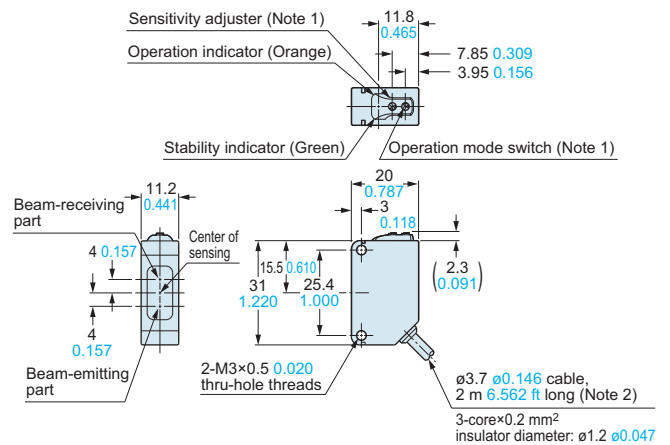 Sensitivity adjuster (Note 1)
11.8
0.465
Operation indicator (Orange)
7.85 0.309
3.95 0.156
Stability indicator (Green)
Operation mode switch (Note 1)
11.2
0.441
20
0.787
3
0.118
Beam-receiving
part
Center of
sensing
4 0.157
15.5 0.610
31
1.220
25.4
1.000
2.3
0.091
4
0.157
Beam-emitting
part
2-M3×0.5 0.020
thru-hole threads
ø3.7 ø0.146 cable,
2 m 6.562 ft long (Note 2)
3-core×0.2 mm²
insulator diameter: ø1.2 ø0.047